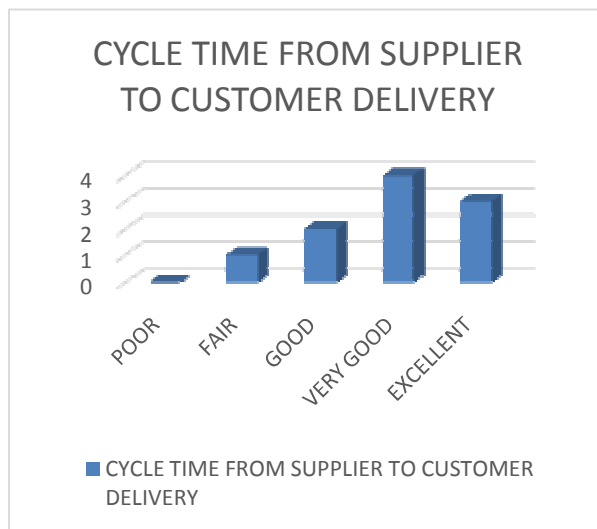 CYCLE TIME FROM SUPPLIER
TO CUSTOMER DELIVERY
4
3
2
1
0
POOR
FAIR
GOOD
VERY GOOD
EXCELLENT
CYCLE TIME FROM SUPPLIER TO CUSTOMER
DELIVERY